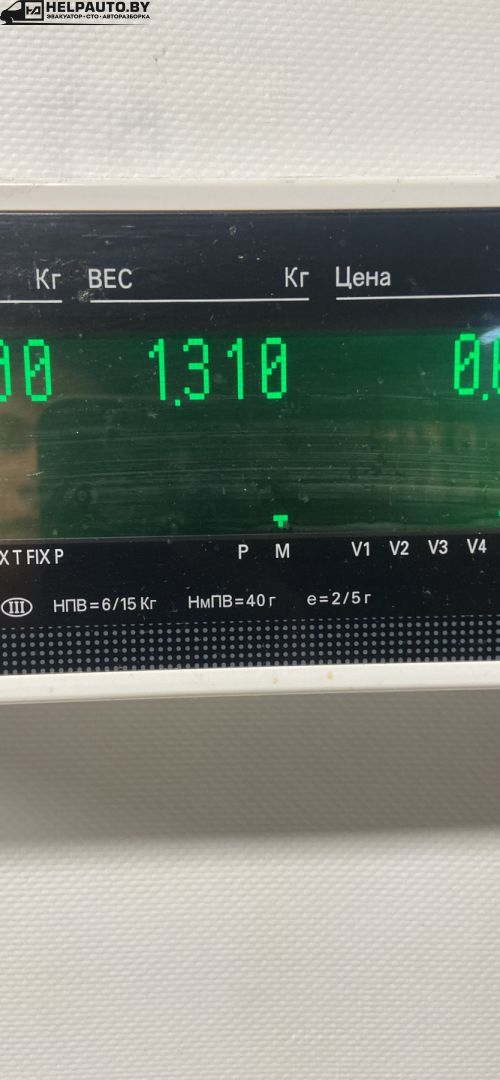 HELPAUTO.BY
ЭВАКУАТОР·СТО·АВТОРАЗБОРКА
Кг ВЕС Кг Цена
1.310
X T FIX P P M V1 V2 V3 V4
III НПВ=6/15 Кг НмПВ=40 г е=2/5 г